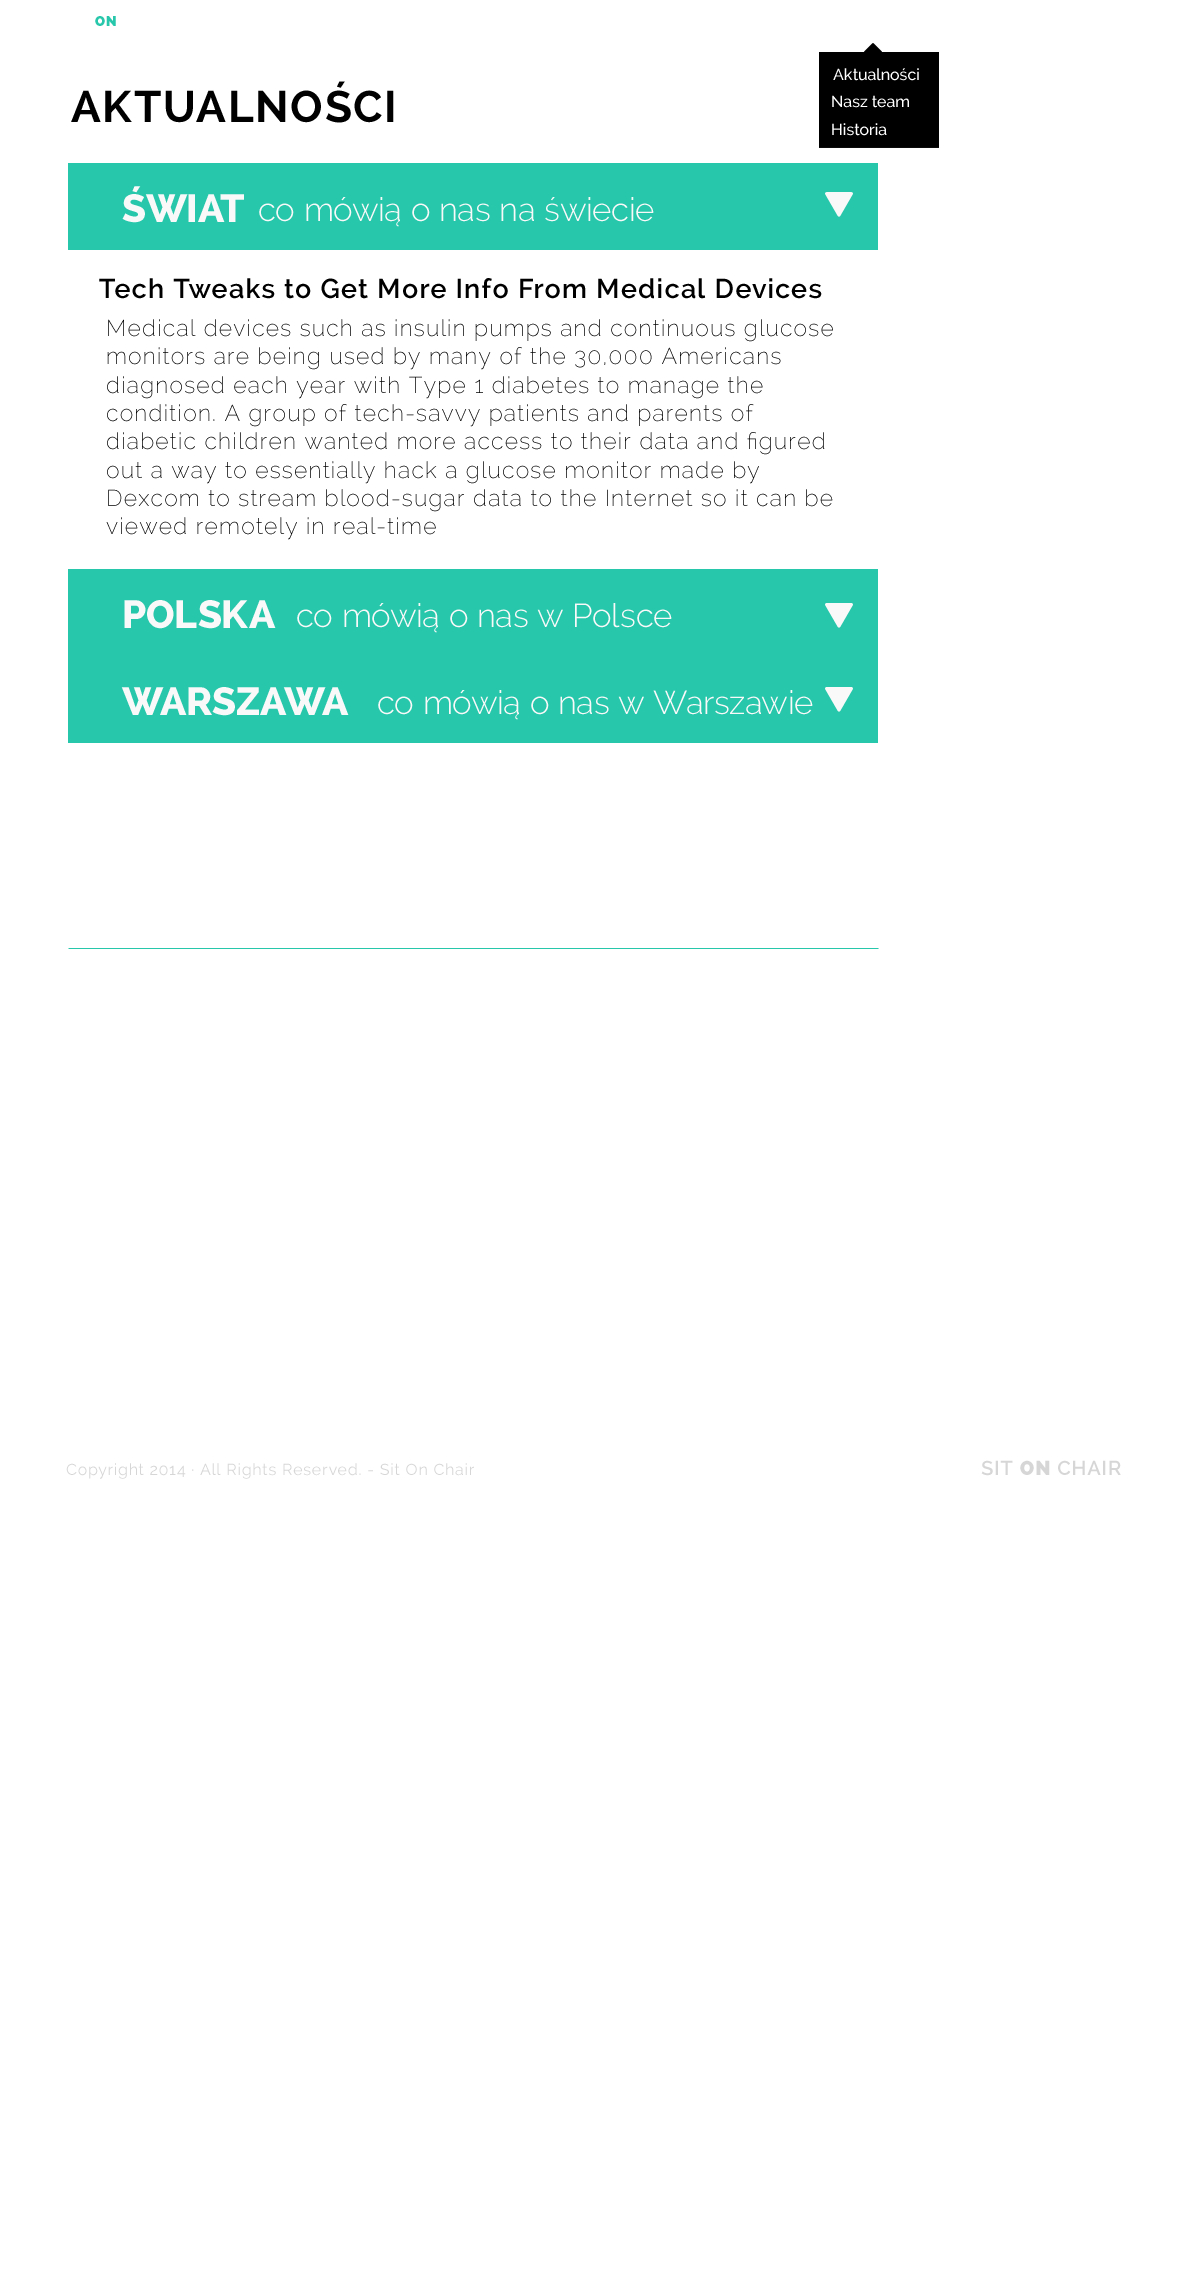 ON
Aktualności
Nasz team
Historia
AKTUALNOŚCI
ŚWIAT co mówią o nas na świecie
Tech Tweaks to Get More Info From Medical Devices
Medical devices such as insulin pumps and continuous glucose
monitors are being used by many of the 30,000 Americans
diagnosed each year with Type 1 diabetes to manage the
condition. A group of tech-savvy patients and parents of
diabetic children wanted more access to their data and figured
out a way to essentially hack a glucose monitor made by
Dexcom to stream blood-sugar data to the Internet so it can be
viewed remotely in real-time
POLSKA co mówią o nas w Polsce
WARSZAWA co mówią o nas w Warszawie
Copyright 2014 · All Rights Reserved. - Sit On Chair
SIT ON CHAIR